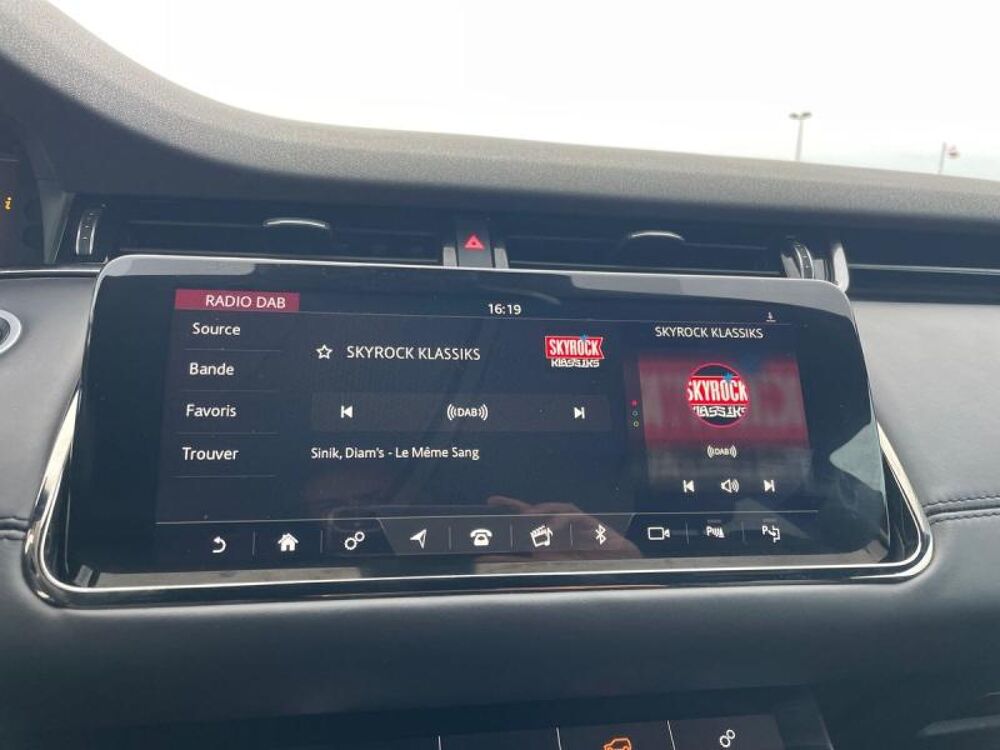 RADIO DAB
16:19
Source
Bande
Favoris
Trouver
SKYROCK KLASSIKS
SKYROCK
KLASSIKS
DAB
Sinik, Diam's - Le Même Sang
SKYROCK KLASSIKS
SKYROCK
KLASSIKS
DAB
i